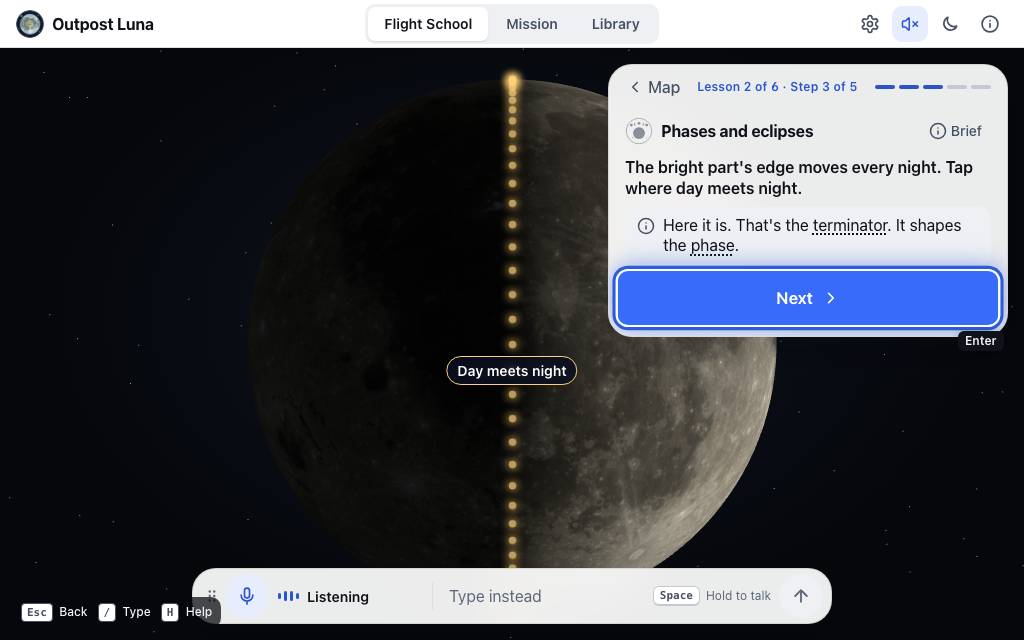 Outpost Luna
Flight School
Mission
Library
Map
Lesson 2 of 6 · Step 3 of 5
Phases and eclipses
Brief
The bright part's edge moves every night. Tap
where day meets night.
Here it is. That's the terminator. It shapes
the phase.
Next
Enter
Day meets night
Listening
Type instead
Space Hold to talk
Esc Back / Type H Help